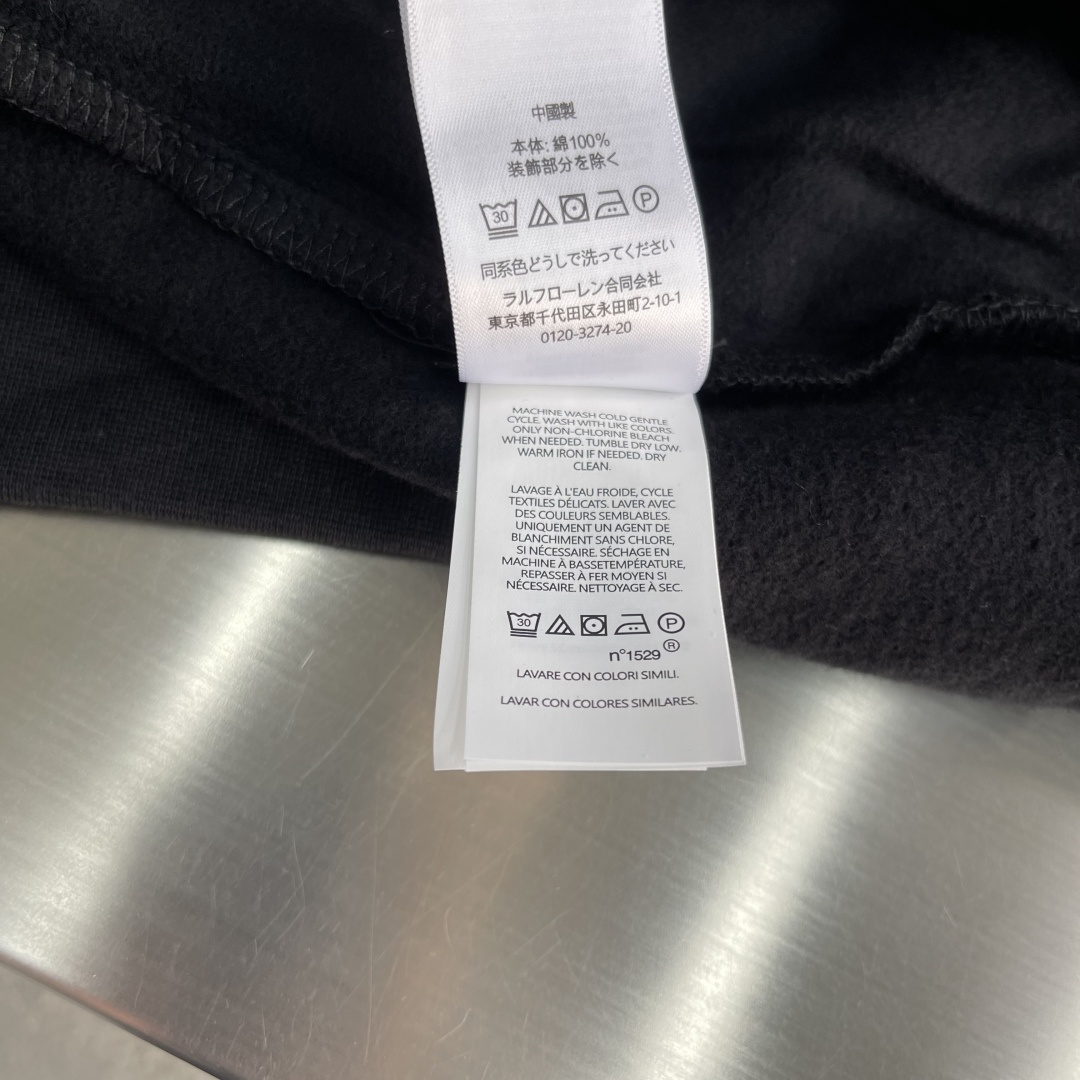 中國製
本体: 綿100%
装飾部分を除く
30 P
同系色どうしで洗ってください
ラルフローレン合同会社
東京都千代田区永田町2-10-1
0120-3274-20
MACHINE WASH COLD GENTLE
CYCLE. WASH WITH LIKE COLORS.
ONLY NON-CHLORINE BLEACH
WHEN NEEDED. TUMBLE DRY LOW.
WARM IRON IF NEEDED. DRY
CLEAN.
LAVAGE À L'EAU FROIDE, CYCLE
TEXTILES DÉLICATS. LAVER AVEC
DES COULEURS SEMBLABLES.
UNIQUEMENT UN AGENT DE
BLANCHIMENT SANS CHLORE,
SI NÉCESSAIRE. SÉCHAGE EN
MACHINE À BASSETEMPÉRATURE,
REPASSER À FER MOYEN SI
NÉCESSAIRE. NETTOYAGE À SEC.
30 P
n°1529 ®
LAVARE CON COLORI SIMILI.
LAVAR CON COLORES SIMILARES.